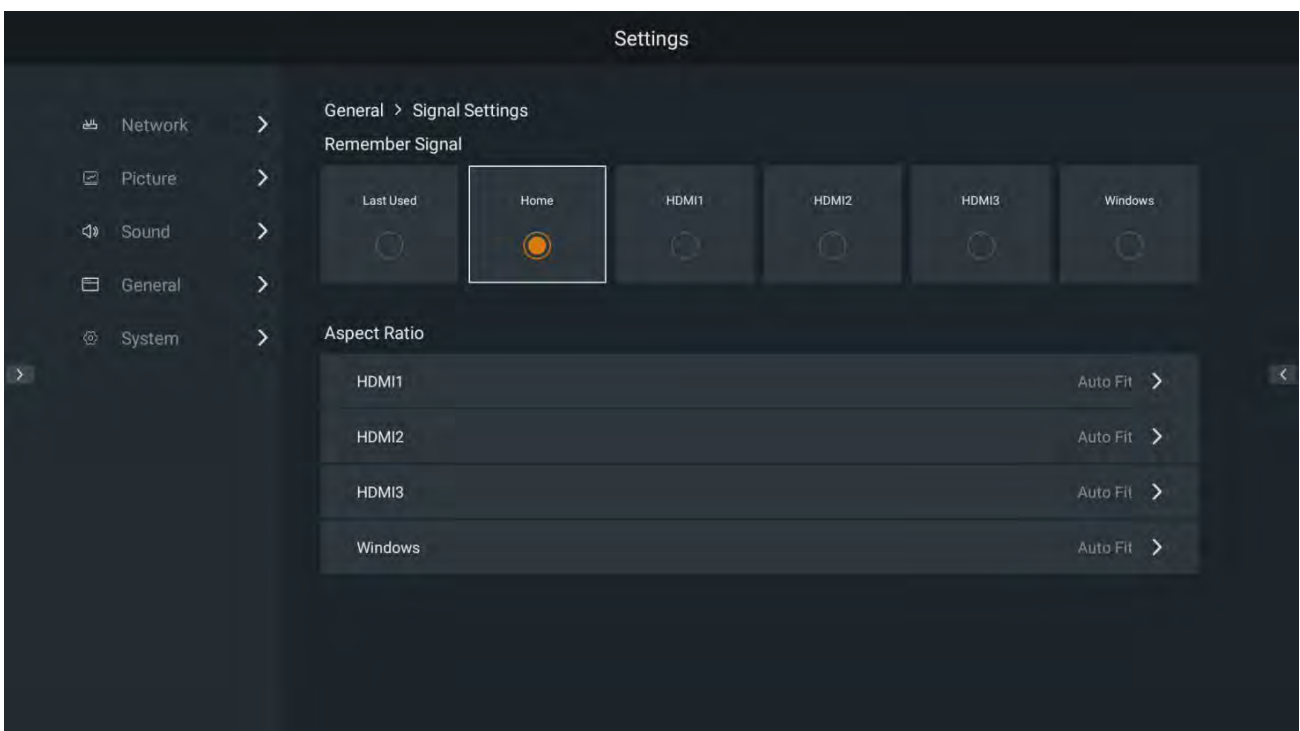 Settings
Network
Picture
Sound
General
System
General > Signal Settings
Remember Signal
Last Used Home HDMI1 HDMI2 HDMI3 Windows
Aspect Ratio
HDMI1 Auto Fit
HDMI2 Auto Fit
HDMI3 Auto Fit
Windows Auto Fit